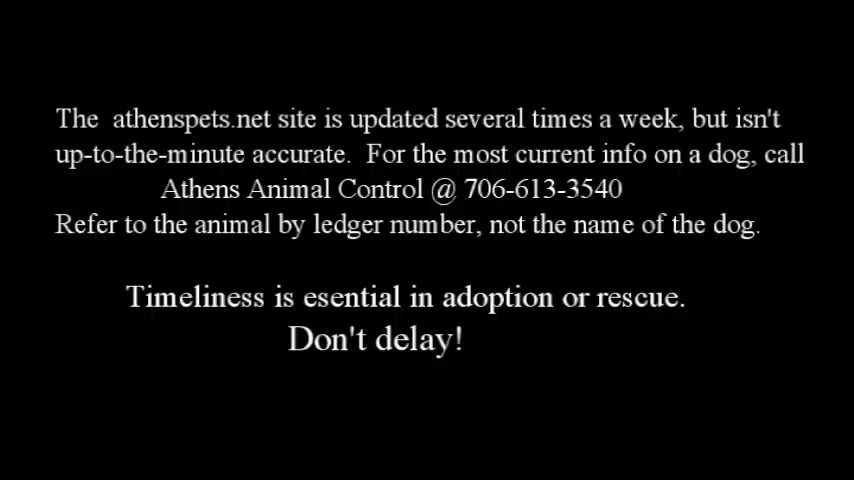 The athenspets.net site is updated several times a week, but isn't
up-to-the-minute accurate. For the most current info on a dog, call
Athens Animal Control @ 706-613-3540
Refer to the animal by ledger number, not the name of the dog.
Timeliness is esential in adoption or rescue.
Don't delay!